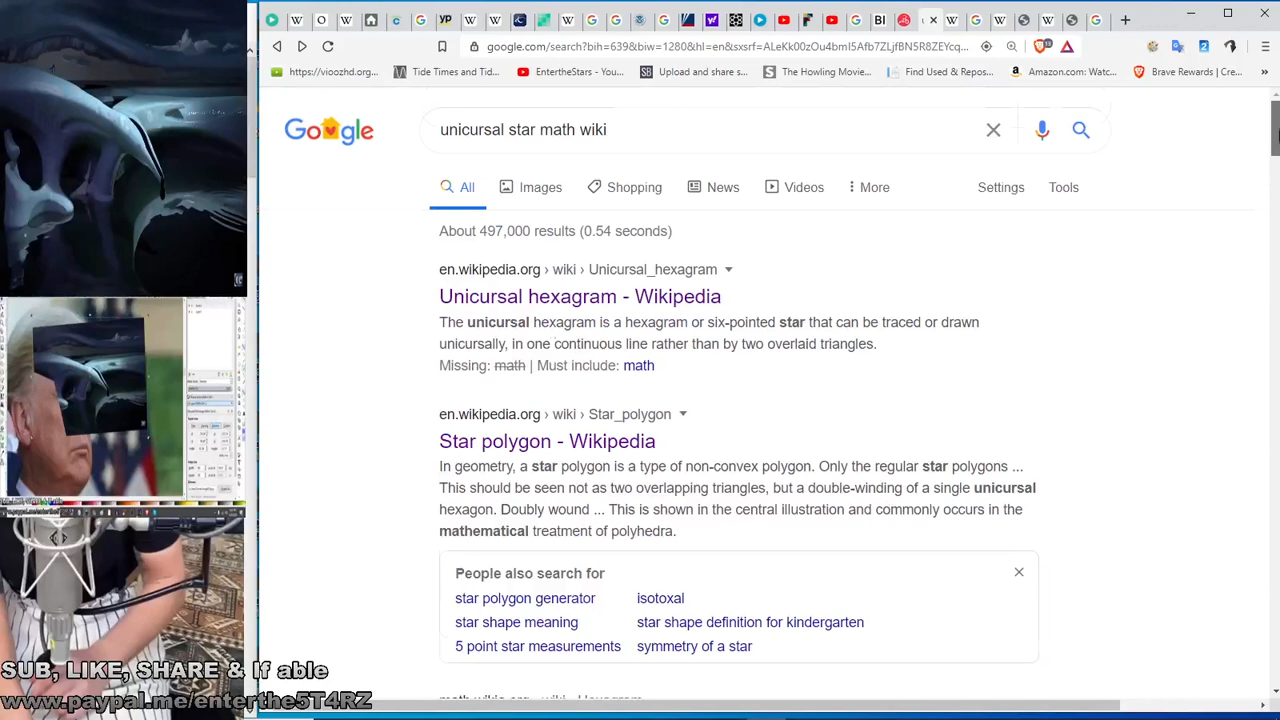 google.com/search?bih=639&biw=1280&hl=en&sxsrf=ALeKk00zOu4bmI5Afb7ZLjfBN5R8ZEYcq...
https://vioozhd.org...
Tide Times and Tid...
EntertheStars - You...
Upload and share s...
The Howling Movie...
Find Used & Repos...
Amazon.com: Watc...
Brave Rewards | Cre...
Google
unicursal star math wiki
All
Images
Shopping
News
Videos
More
Settings
Tools
About 497,000 results (0.54 seconds)
en.wikipedia.org › wiki › Unicursal_hexagram
Unicursal hexagram - Wikipedia
The unicursal hexagram is a hexagram or six-pointed star that can be traced or drawn
unicursally, in one continuous line rather than by two overlaid triangles.
Missing: math | Must include: math
en.wikipedia.org › wiki › Star_polygon
Star polygon - Wikipedia
In geometry, a star polygon is a type of non-convex polygon. Only the regular star polygons ...
This should be seen not as two overlapping triangles, but a double-winding of a single unicursal
hexagon. Doubly wound ... This is shown in the central illustration and commonly occurs in the
mathematical treatment of polyhedra.
People also search for
star polygon generator
isotoxal
star shape meaning
star shape definition for kindergarten
5 point star measurements
symmetry of a star
SUB, LIKE, SHARE & If able
www.paypal.me/enterthe5T4RZ